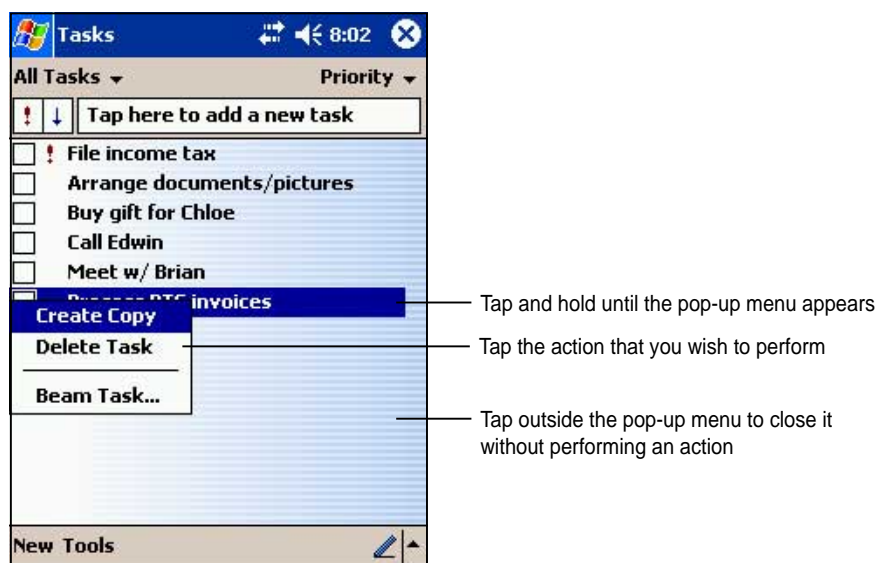 Tasks 8:02
All Tasks Priority
Tap here to add a new task
! File income tax
Arrange documents/pictures
Buy gift for Chloe
Call Edwin
Meet w/ Brian
invoices
Create Copy
Delete Task
Beam Task...
New Tools
Tap and hold until the pop-up menu appears
Tap the action that you wish to perform
Tap outside the pop-up menu to close it
without performing an action